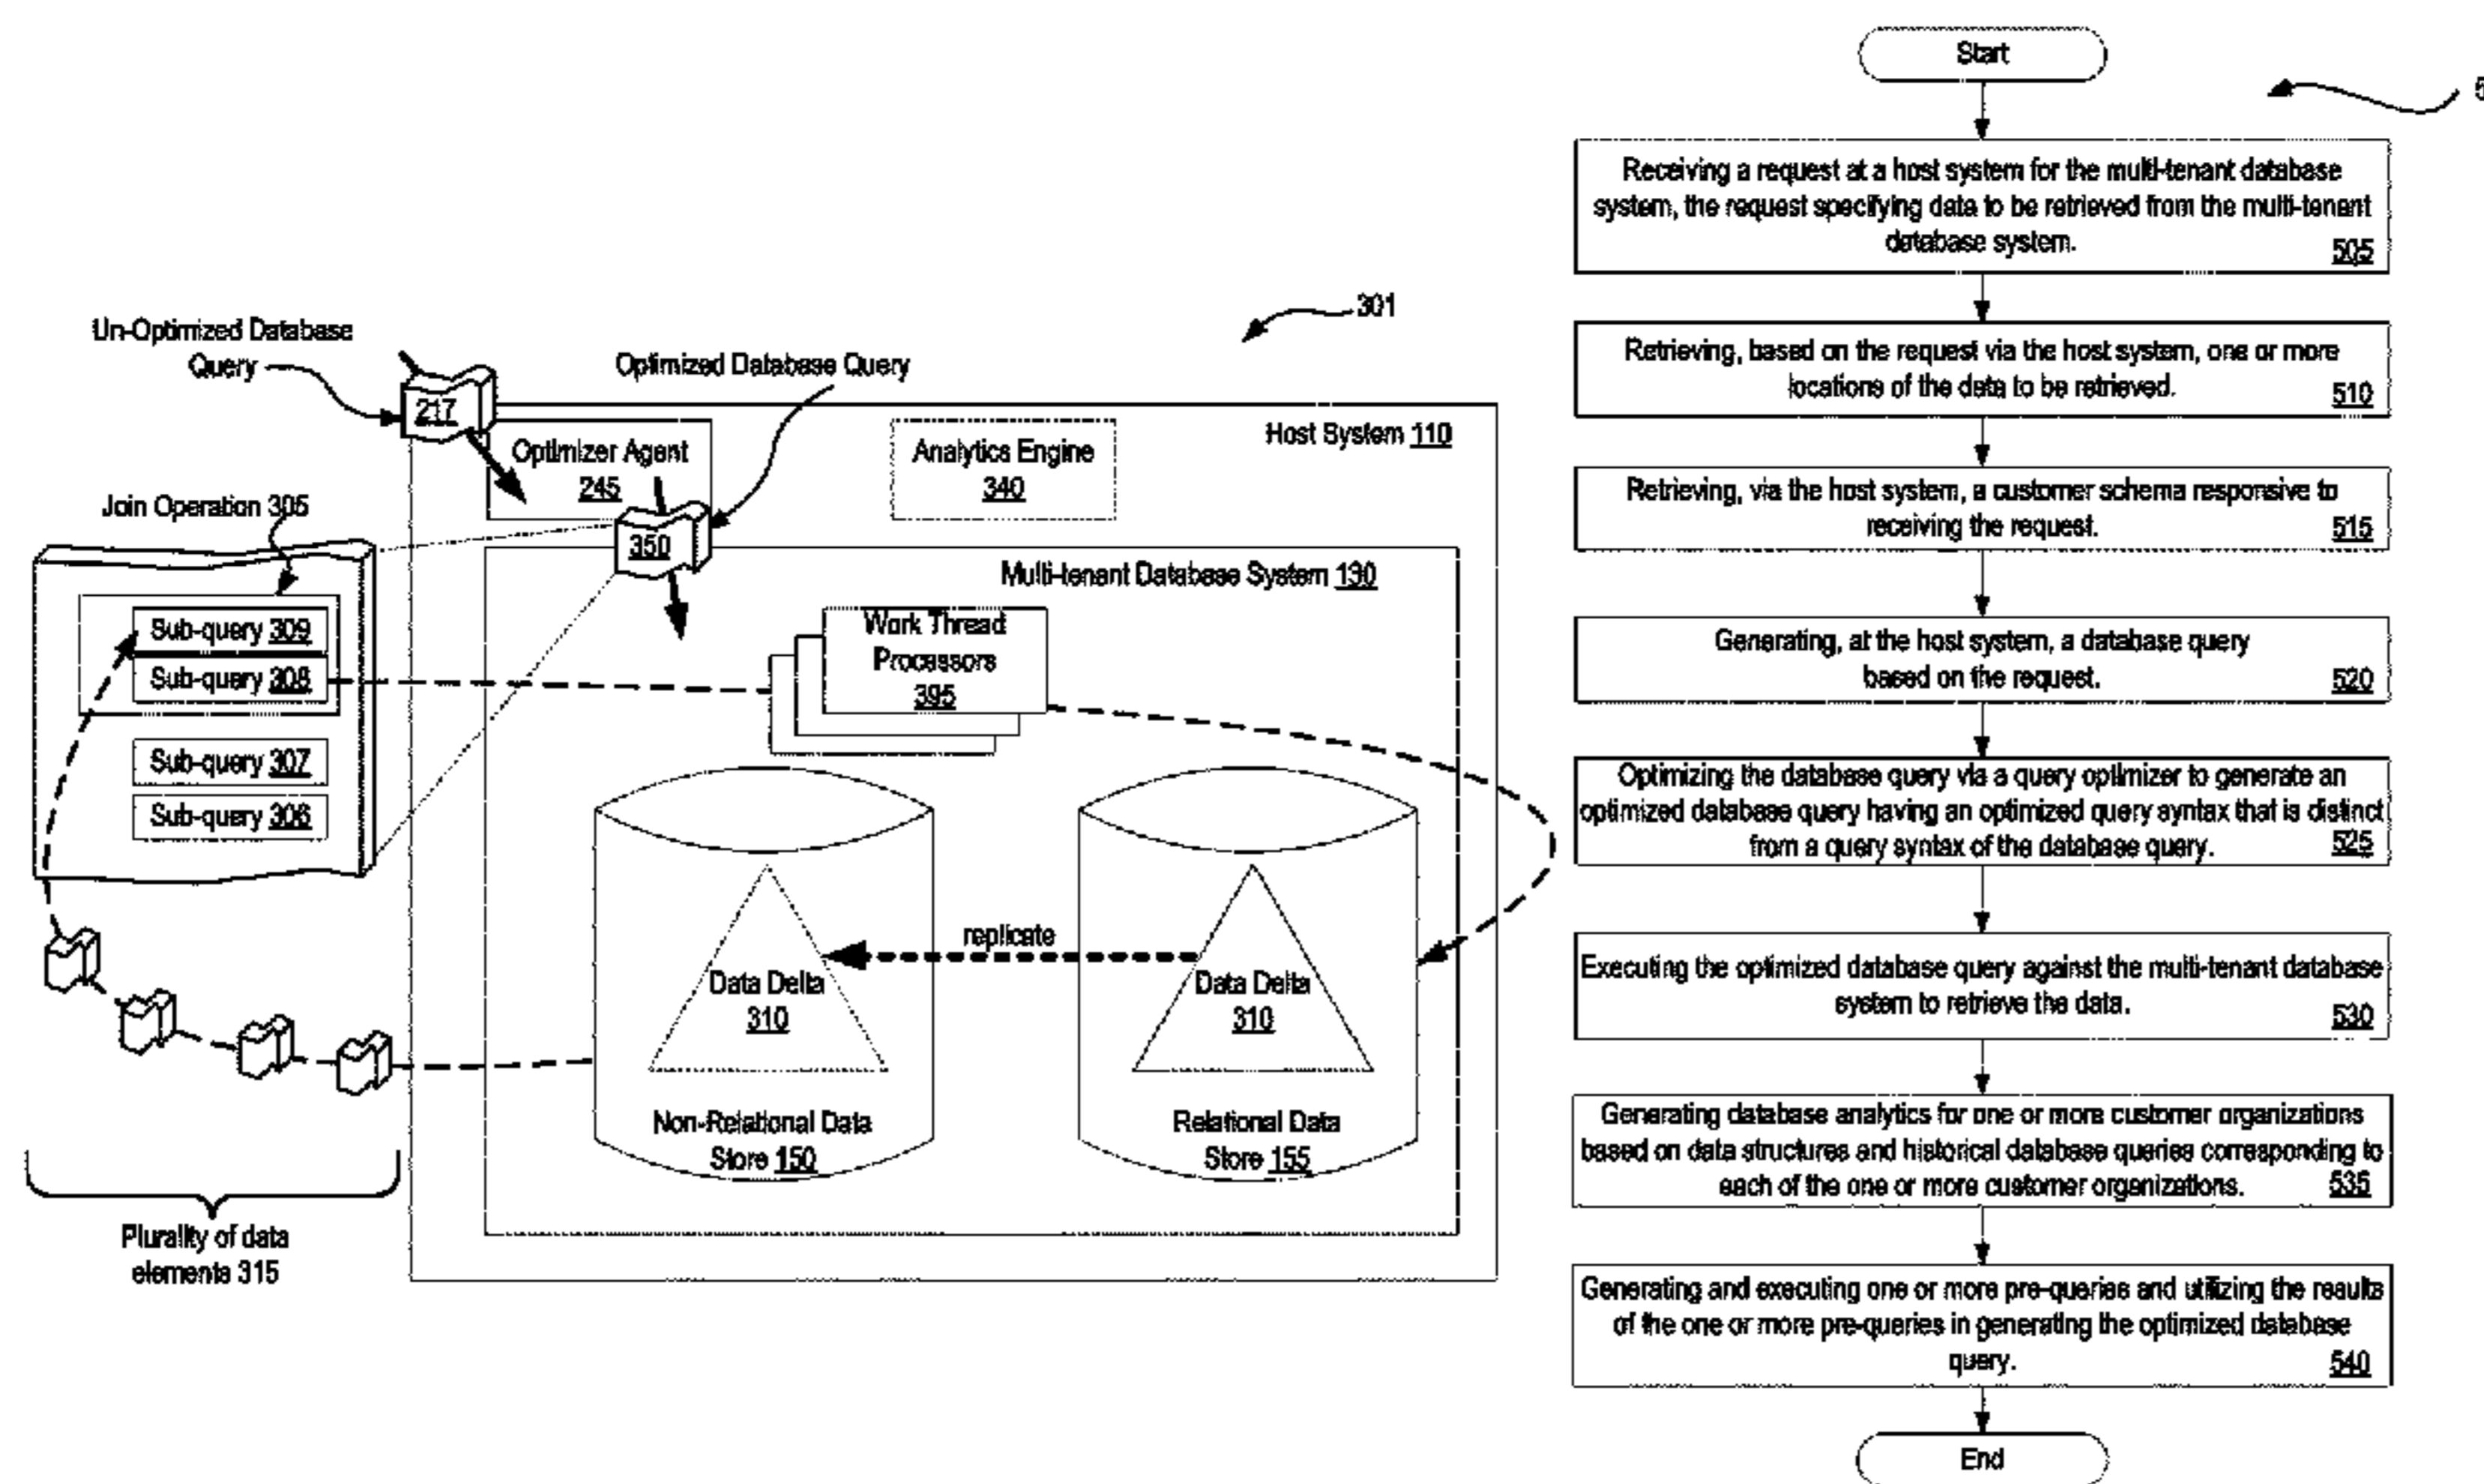 Un-Optimized Database
Query
217
Optimized Database Query
301
Host System 110
Optimizer Agent
245
Analytics Engine
340
Join Operation 305
350
Multi-tenant Database System 130
Sub-query 309
Sub-query 308
Sub-query 307
Sub-query 306
Work Thread
Processors
395
replicate
Data Delta
310
Data Delta
310
Non-Relational Data
Store 150
Relational Data
Store 155
Plurality of data
elements 315
Start
5
Receiving a request at a host system for the multi-tenant database
system, the request specifying data to be retrieved from the multi-tenant
database system.
505
Retrieving, based on the request via the host system, one or more
locations of the data to be retrieved.
510
Retrieving, via the host system, a customer schema responsive to
receiving the request.
515
Generating, at the host system, a database query
based on the request.
520
Optimizing the database query via a query optimizer to generate an
optimized database query having an optimized query syntax that is distinct
from a query syntax of the database query.
525
Executing the optimized database query against the multi-tenant database
system to retrieve the data.
530
Generating database analytics for one or more customer organizations
based on data structures and historical database queries corresponding to
each of the one or more customer organizations.
535
Generating and executing one or more pre-queries and utilizing the results
of the one or more pre-queries in generating the optimized database
query.
540
End